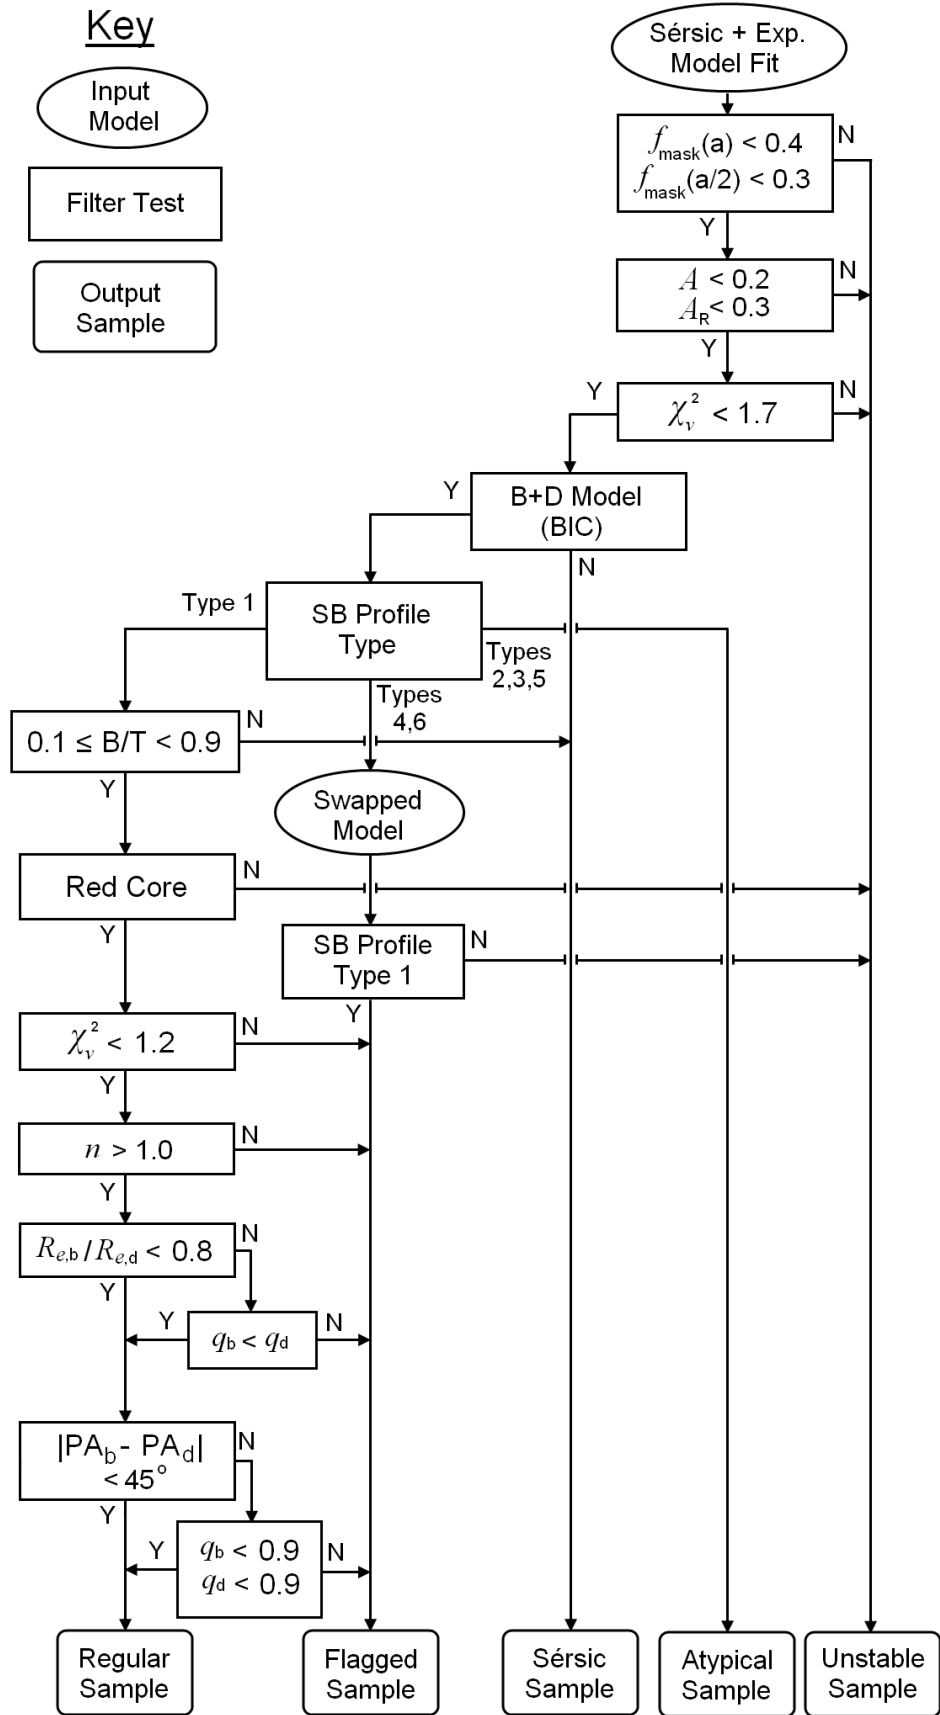 Key
Input
Model
Filter Test
Output
Sample
Sérsic + Exp.
Model Fit
f_mask(a) < 0.4
f_mask(a/2) < 0.3
N
Y
A < 0.2
A_R < 0.3
N
Y
χ_ν² < 1.7
Y
N
B+D Model
(BIC)
Y
N
SB Profile
Type
Type 1
Types
2,3,5
Types
4,6
0.1 ≤ B/T < 0.9
N
Y
Swapped
Model
Red Core
N
Y
SB Profile
Type 1
N
Y
χ_ν² < 1.2
N
Y
n > 1.0
N
Y
R_e,b / R_e,d < 0.8
N
Y
q_b < q_d
Y
N
|PA_b - PA_d|
< 45°
N
Y
q_b < 0.9
q_d < 0.9
Y
N
Regular
Sample
Flagged
Sample
Sérsic
Sample
Atypical
Sample
Unstable
Sample